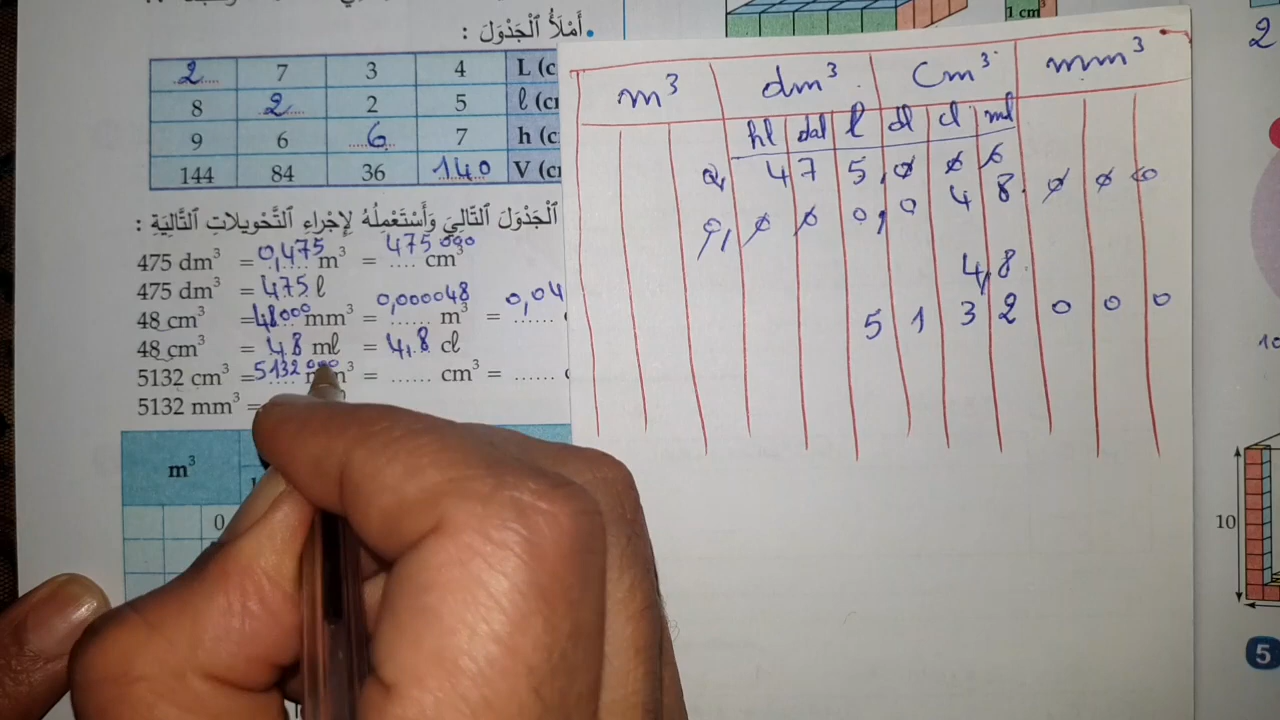 • أَمْلَأُ ٱلْجَدْوَلَ :
2 7 3 4 L (c
8 2 2 5 ℓ (c
9 6 6 7 h (c
144 84 36 140 V (c
ٱلْجَدْوَلَ ٱلتَّالِيَ وَأَسْتَعْمِلُهُ لِإِجْرَاءِ ٱلتَّحْوِيلَاتِ ٱلتَّالِيَةِ :
475 dm³ = 0,475 m³ = 475 000 cm³
475 dm³ = 475 ℓ
48 cm³ = 48000 mm³ = 0,000048 m³ = 0,04
48 cm³ = 48 ml = 4,8 cl
5132 cm³ = 5132 000 m³ = ...... cm³ = ......
5132 mm³ =
m³
0
1 cm³
m³ dm³ cm³ mm³
hl dal l dl cl ml
0, 4 7 5, 0 0 0
0, 0 0 0, 0 4 8 0 0 0
4,8
5 1 3 2 0 0 0
2
10
10
5